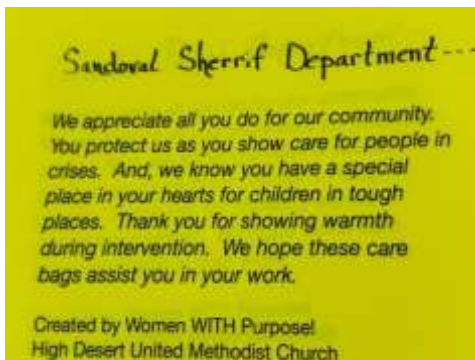 Sandoval Sherrif Department---
We appreciate all you do for our community.
You protect us as you show care for people in
crises. And, we know you have a special
place in your hearts for children in tough
places. Thank you for showing warmth
during intervention. We hope these care
bags assist you in your work.
Created by Women WITH Purpose!
High Desert United Methodist Church